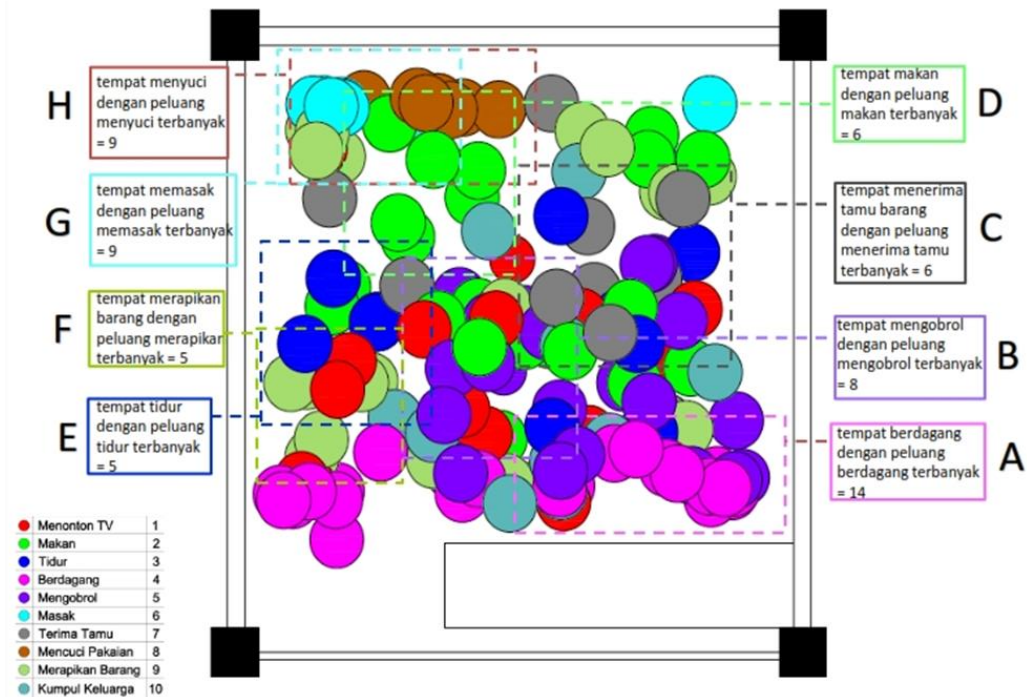 H
tempat menyuci
dengan peluang
menyuci terbanyak
= 9
G
tempat memasak
dengan peluang
memasak terbanyak
= 9
F
tempat merapikan
barang dengan
peluang merapikar
terbanyak = 5
E
tempat tidur
dengan peluang
tidur terbanyak
= 5
tempat makan
dengan peluang
makan terbanyak
= 6
D
tempat menerima
tamu barang
dengan peluang
menerima tamu
terbanyak = 6
C
tempat mengobrol
dengan peluang
mengobrol terbanyak
= 8
B
tempat berdagang
dengan peluang
berdagang terbanyak
= 14
A
Menonton TV 1
Makan 2
Tidur 3
Berdagang 4
Mengobrol 5
Masak 6
Terima Tamu 7
Mencuci Pakaian 8
Merapikan Barang 9
Kumpul Keluarga 10